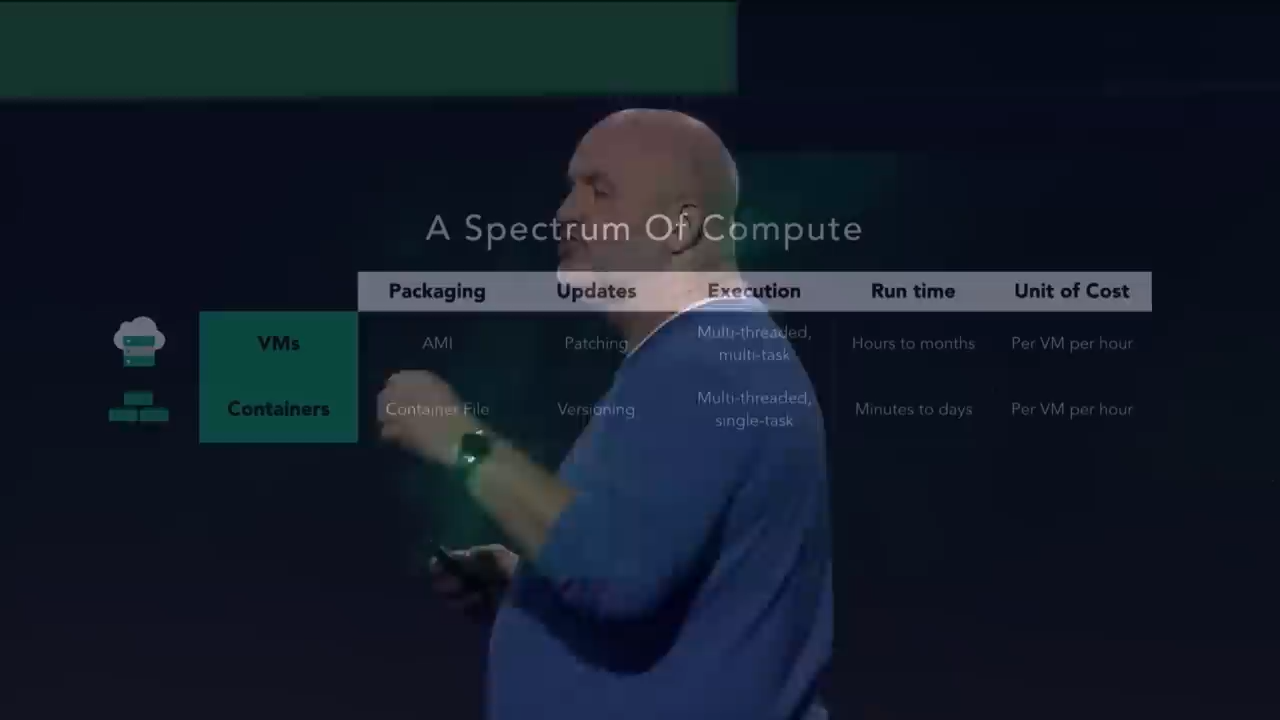 A Spectrum Of Compute
Packaging Updates Execution Run time Unit of Cost
VMs AMI Patching Multi-threaded, multi-task Hours to months Per VM per hour
Containers Container File Versioning Multi-threaded, single-task Minutes to days Per VM per hour